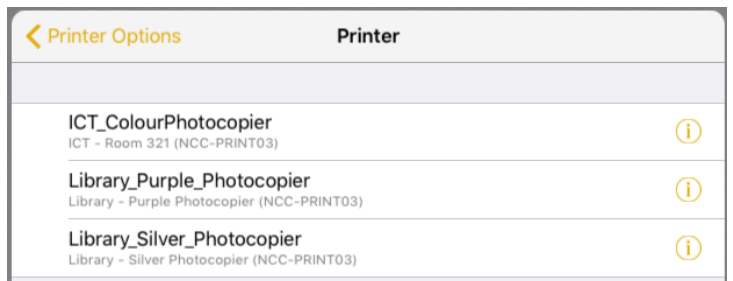 Printer Options
Printer
ICT_ColourPhotocopier
ICT - Room 321 (NCC-PRINT03)
Library_Purple_Photocopier
Library - Purple Photocopier (NCC-PRINT03)
Library_Silver_Photocopier
Library - Silver Photocopier (NCC-PRINT03)